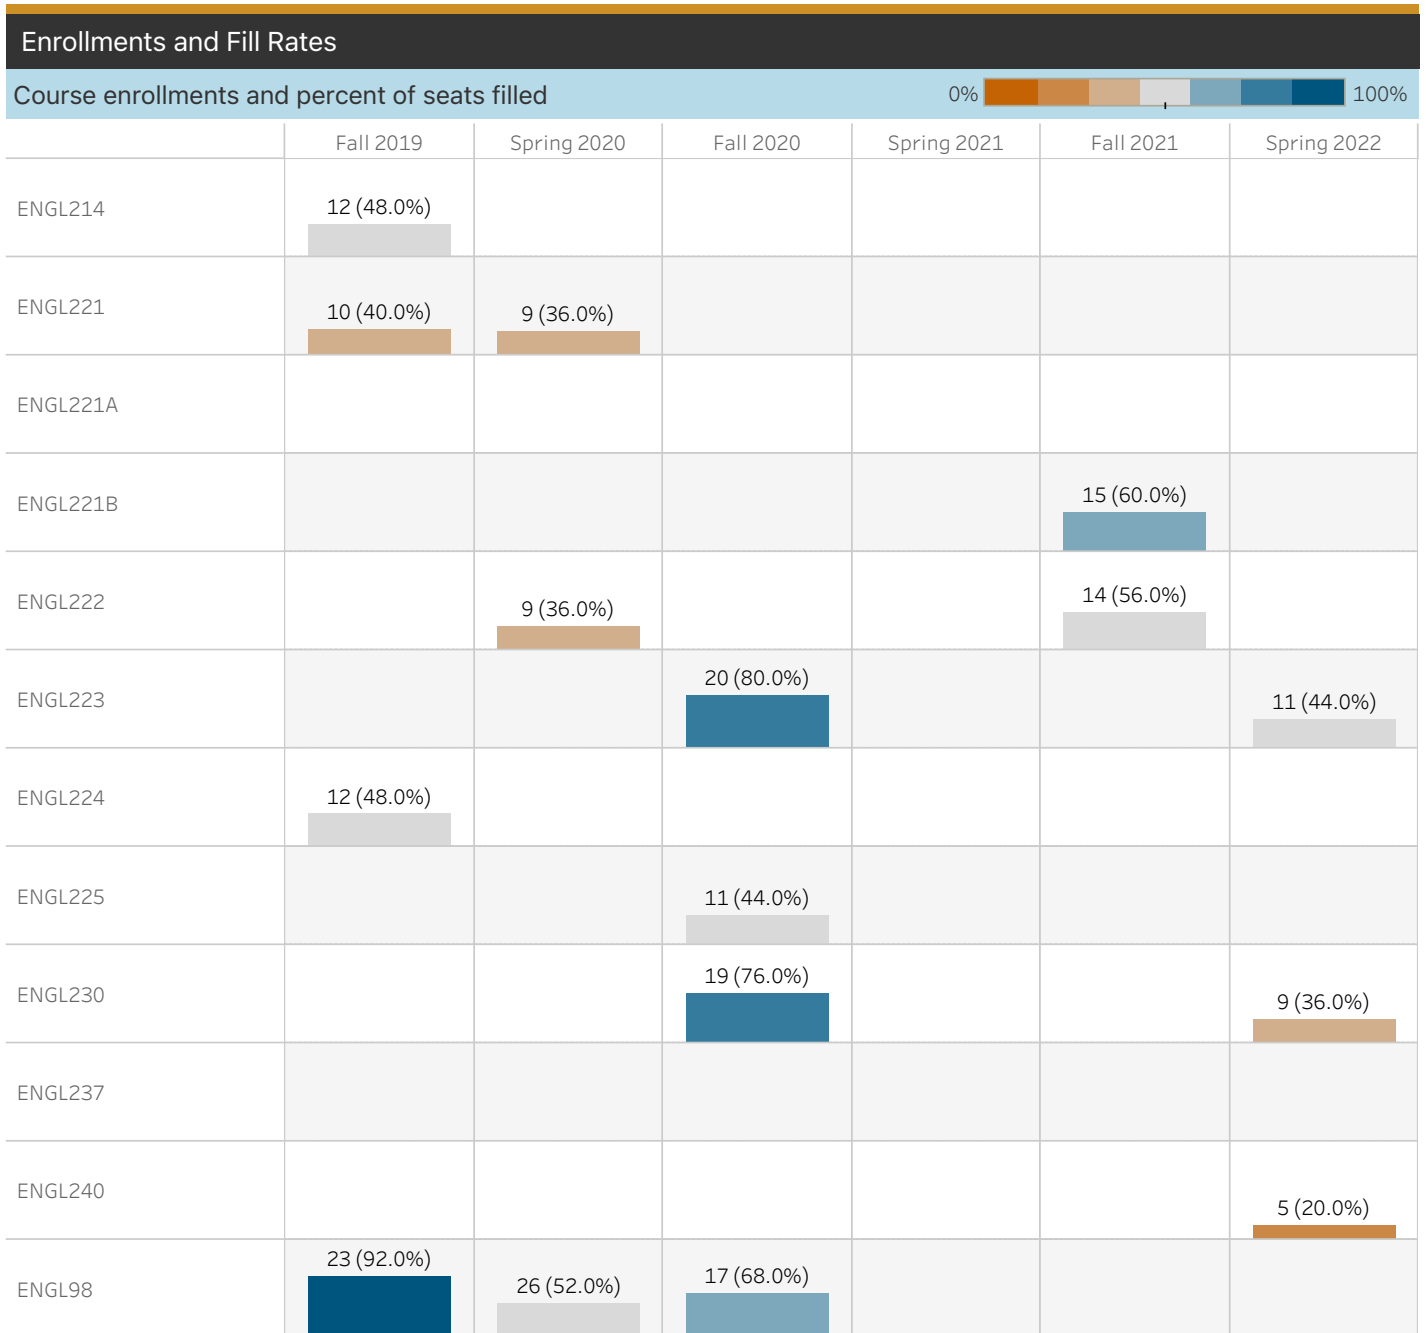 Enrollments and Fill Rates
Course enrollments and percent of seats filled 0% 100%
Fall 2019 Spring 2020 Fall 2020 Spring 2021 Fall 2021 Spring 2022
ENGL214 12 (48.0%)
ENGL221 10 (40.0%) 9 (36.0%)
ENGL221A
ENGL221B 15 (60.0%)
ENGL222 9 (36.0%) 14 (56.0%)
ENGL223 20 (80.0%) 11 (44.0%)
ENGL224 12 (48.0%)
ENGL225 11 (44.0%)
ENGL230 19 (76.0%) 9 (36.0%)
ENGL237
ENGL240 5 (20.0%)
ENGL98 23 (92.0%) 26 (52.0%) 17 (68.0%)